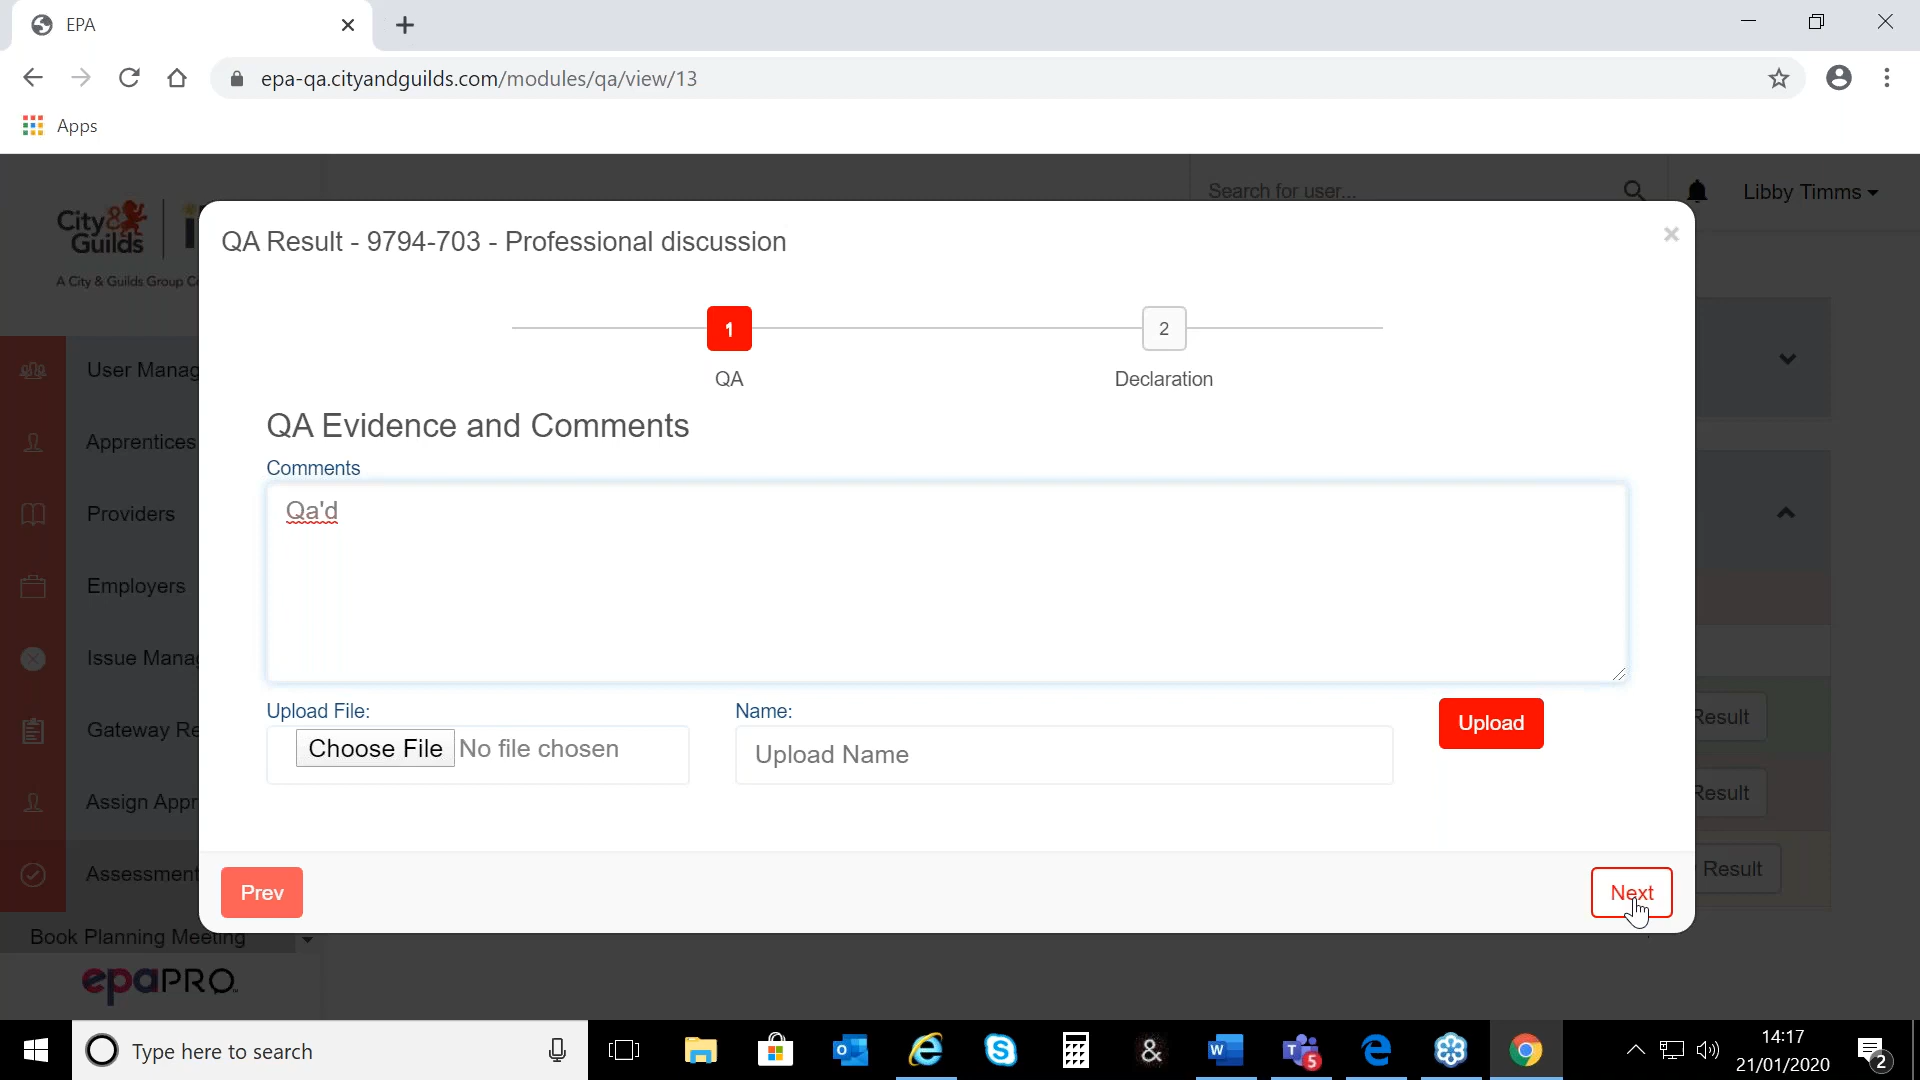 EPA
epa-qa.cityandguilds.com/modules/qa/view/13
Apps
Search for user...
Libby Timms
City&
Guilds
A City & Guilds Group
QA Result - 9794-703 - Professional discussion
1
2
QA
Declaration
QA Evidence and Comments
Comments
Qa'd
Upload File:
Name:
Upload
Choose File
No file chosen
Upload Name
Prev
Next
User Manag
Apprentices
Providers
Employers
Issue Mana
Gateway Re
Assign Appr
Assessment
Result
Result
Result
Book Planning Meeting
epaPRO
Type here to search
5
14:17
21/01/2020
2